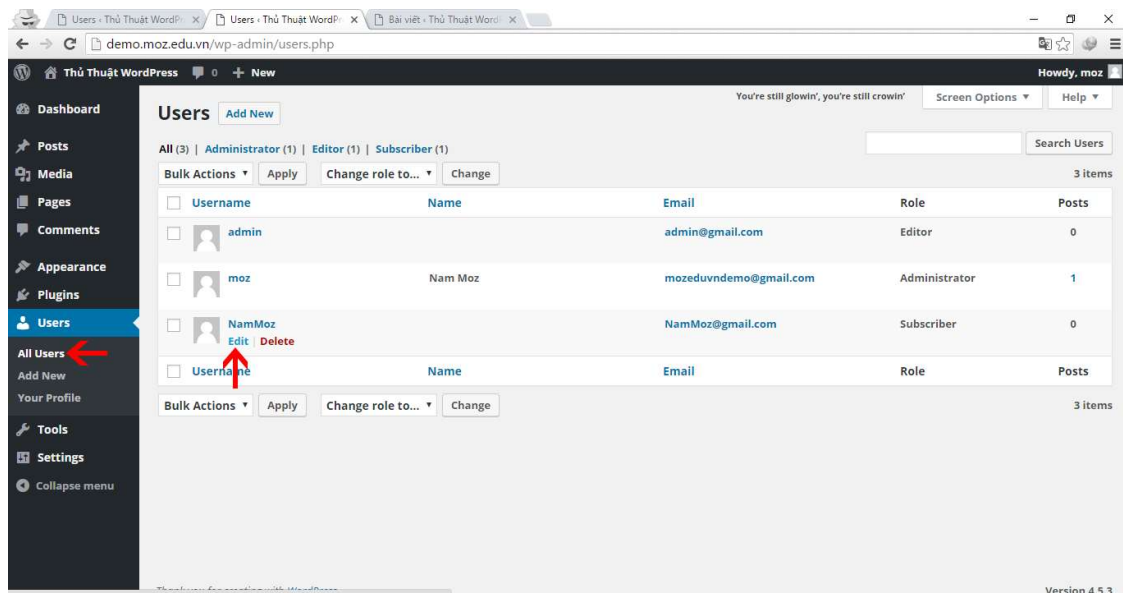 Users ‹ Thủ Thuật WordPr
Users ‹ Thủ Thuật WordPr
Bài viết ‹ Thủ Thuật Word
demo.moz.edu.vn/wp-admin/users.php
Thủ Thuật WordPress 0 + New Howdy, moz
Dashboard
Posts
Media
Pages
Comments
Appearance
Plugins
Users
All Users
Add New
Your Profile
Tools
Settings
Collapse menu
You're still glowin', you're still crowin' Screen Options Help
Users Add New
All (3) | Administrator (1) | Editor (1) | Subscriber (1)
Search Users
Bulk Actions Apply Change role to... Change 3 items
Username Name Email Role Posts
admin admin@gmail.com Editor 0
moz Nam Moz mozeduvndemo@gmail.com Administrator 1
NamMoz NamMoz@gmail.com Subscriber 0
Edit | Delete
Username Name Email Role Posts
Bulk Actions Apply Change role to... Change 3 items
Thank you for creating with WordPress. Version 4.5.3